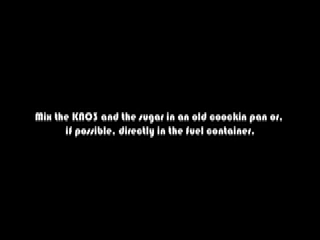 Mix the KNO3 and the sugar in an old coockin pan or,
if possible, directly in the fuel container.